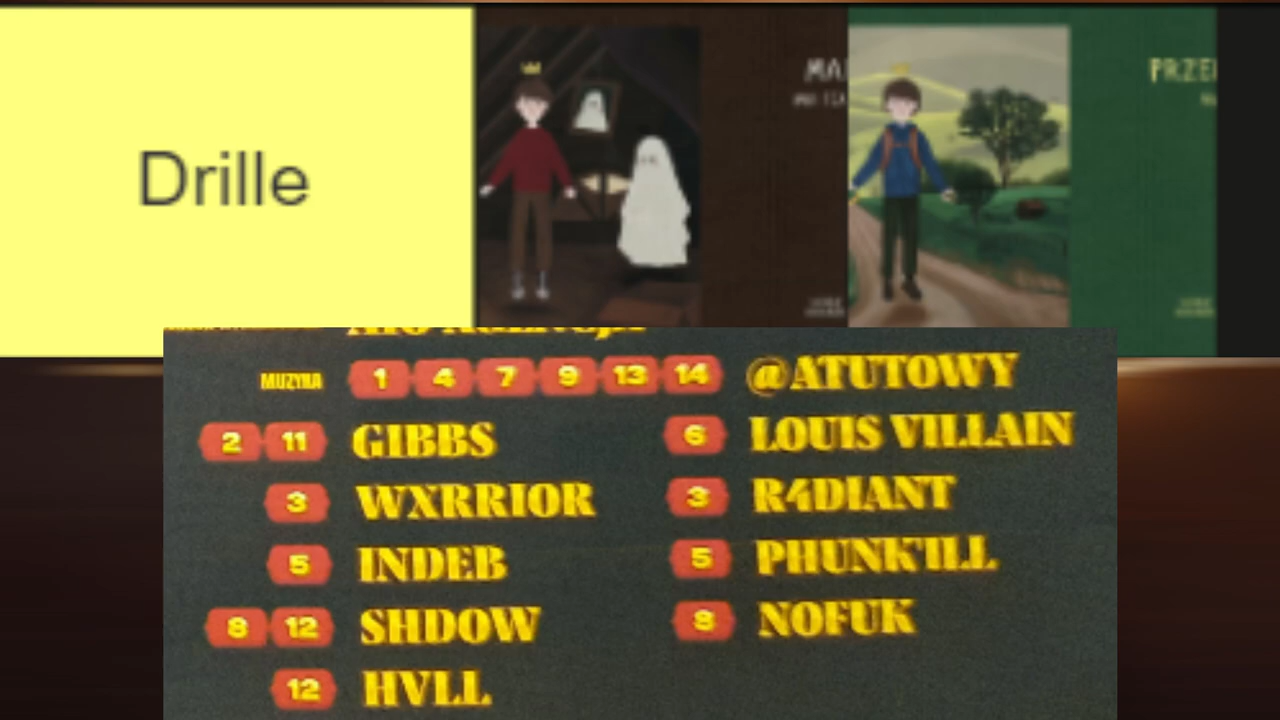 Drille
MUZYKA 1 4 7 9 13 14 @ATUTOWY
2 11 GIBBS 6 LOUIS VILLAIN
3 WXRRIOR 3 R4DIANT
5 INDEB 5 PHUNK'ILL
8 12 SHDOW 8 NOFUK
12 HVLL